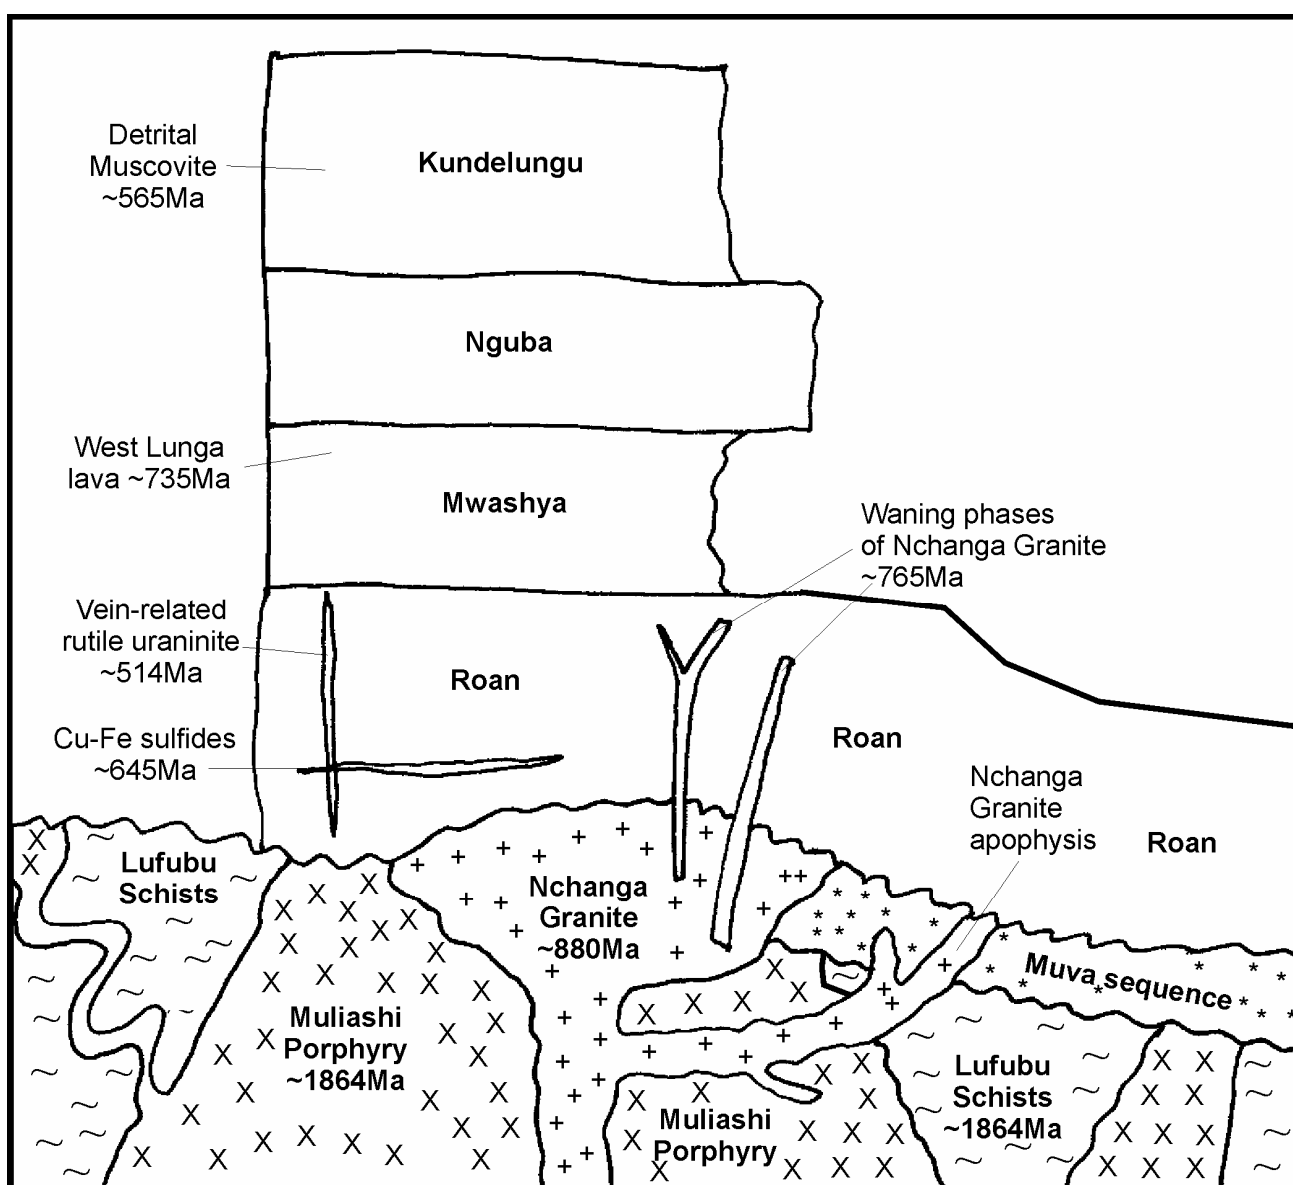 Detrital
Muscovite
~565Ma
Kundelungu
Nguba
West Lunga
lava ~735Ma
Mwashya
Waning phases
of Nchanga Granite
~765Ma
Vein-related
rutile uraninite
~514Ma
Roan
Cu-Fe sulfides
~645Ma
Roan
Nchanga
Granite
apophysis
Roan
Lufubu
Schists
Nchanga
Granite
~880Ma
Muva sequence
Muliashi
Porphyry
~1864Ma
Lufubu
Schists
~1864Ma
Muliashi
Porphyry